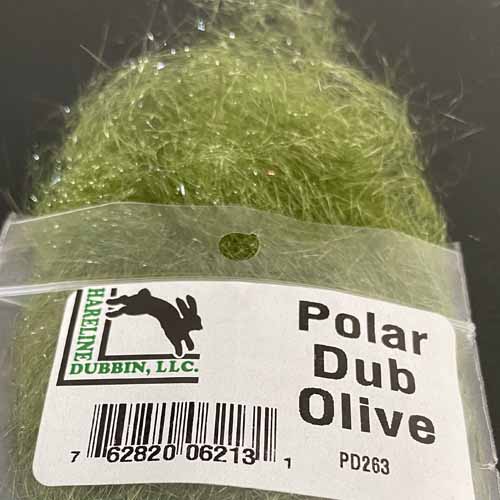 HARELINE
DUBBIN, LLC.
Polar
Dub
Olive
7 62820 06213 1
PD263